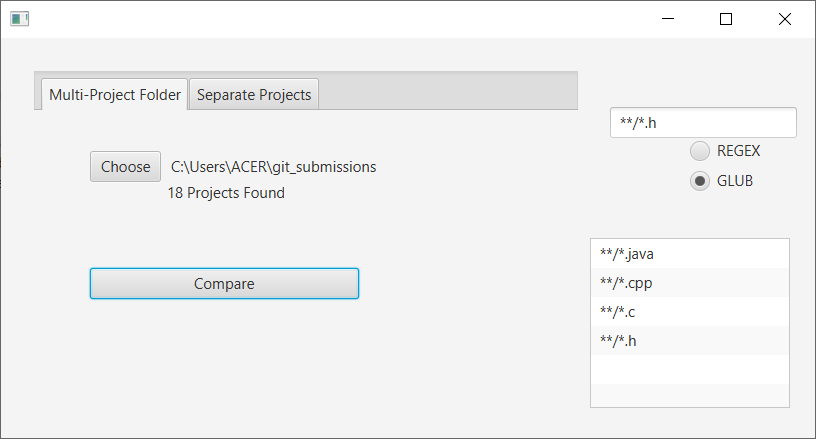 Multi-Project Folder
Separate Projects
Choose
C:\Users\ACER\git_submissions
18 Projects Found
Compare
**/*.h
REGEX
GLUB
**/*.java
**/*.cpp
**/*.c
**/*.h